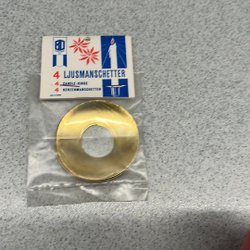 4 LJUSMANSCHETTER
4 CANDLE-RINGS
4 KERZENMANSCHETTEN